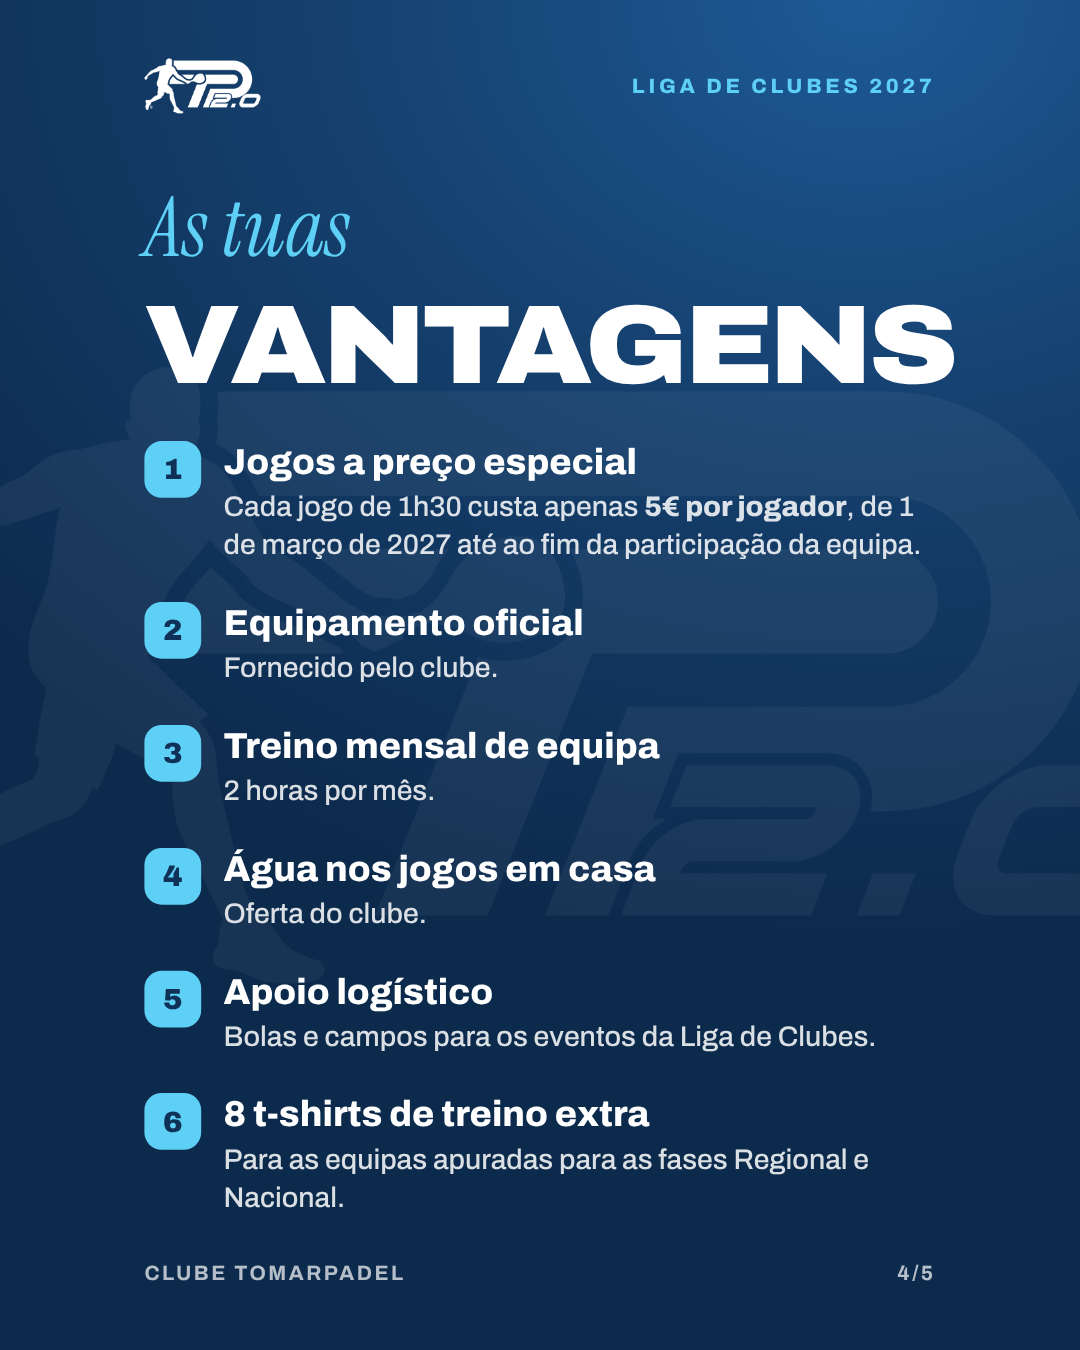 P2.0
LIGA DE CLUBES 2027
As tuas
VANTAGENS
1
Jogos a preço especial
Cada jogo de 1h30 custa apenas 5€ por jogador, de 1
de março de 2027 até ao fim da participação da equipa.
2
Equipamento oficial
Fornecido pelo clube.
3
Treino mensal de equipa
2 horas por mês.
4
Água nos jogos em casa
Oferta do clube.
5
Apoio logístico
Bolas e campos para os eventos da Liga de Clubes.
6
8 t-shirts de treino extra
Para as equipas apuradas para as fases Regional e
Nacional.
CLUBE TOMARPADEL
4/5